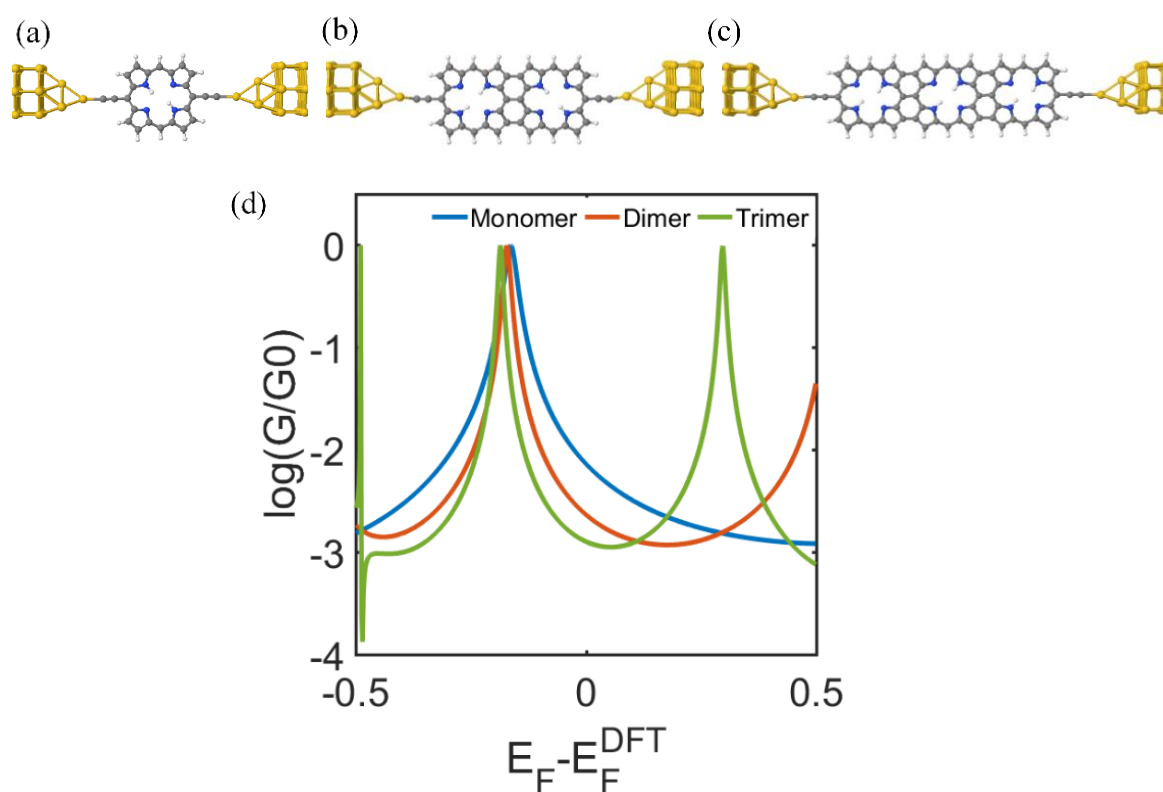 (a)
(b)
(c)
(d)
Monomer Dimer Trimer
0
-1
-2
-3
-4
log(G/G0)
-0.5 0 0.5
E_F-E_F^DFT